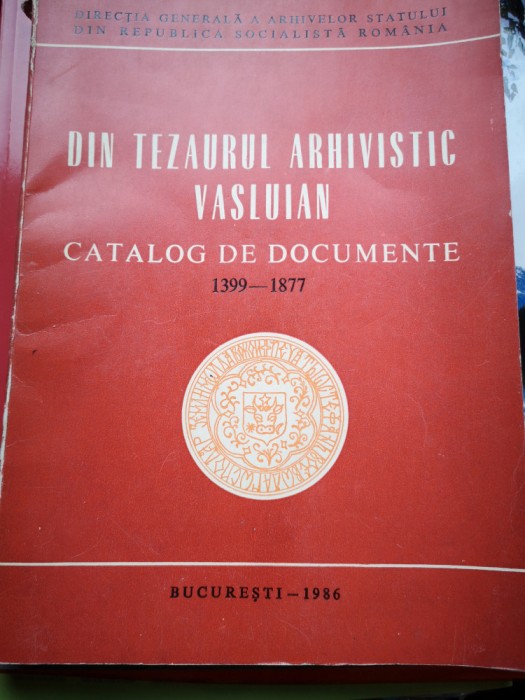 DIRECȚIA GENERALĂ A ARHIVELOR STATULUI
DIN REPUBLICA SOCIALISTĂ ROMÂNIA
DIN TEZAURUL ARHIVISTIC
VASLUIAN
CATALOG DE DOCUMENTE
1399—1877
BUCUREȘTI — 1986